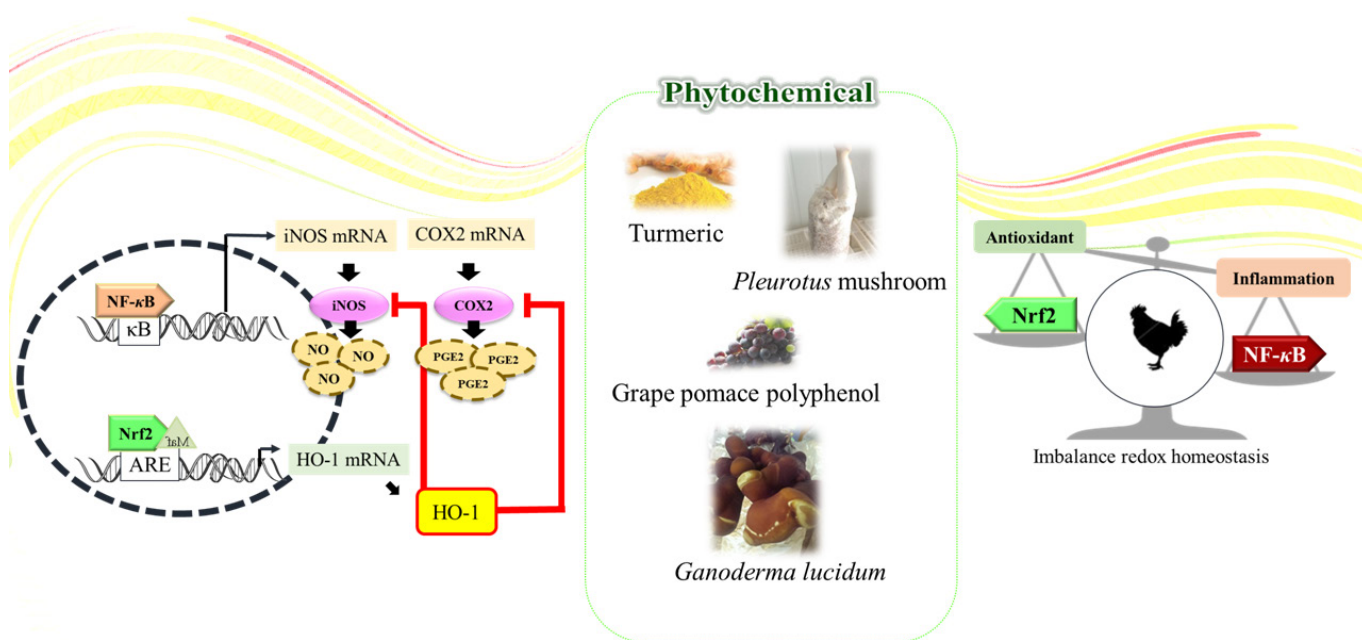 Phytochemical
Turmeric
Pleurotus mushroom
Grape pomace polyphenol
Ganoderma lucidum
iNOS mRNA
COX2 mRNA
NF-κB
κB
iNOS
COX2
NO
NO
NO
PGE2
PGE2
PGE2
Nrf2
Maf
ARE
HO-1 mRNA
HO-1
Antioxidant
Inflammation
Nrf2
NF-κB
Imbalance redox homeostasis